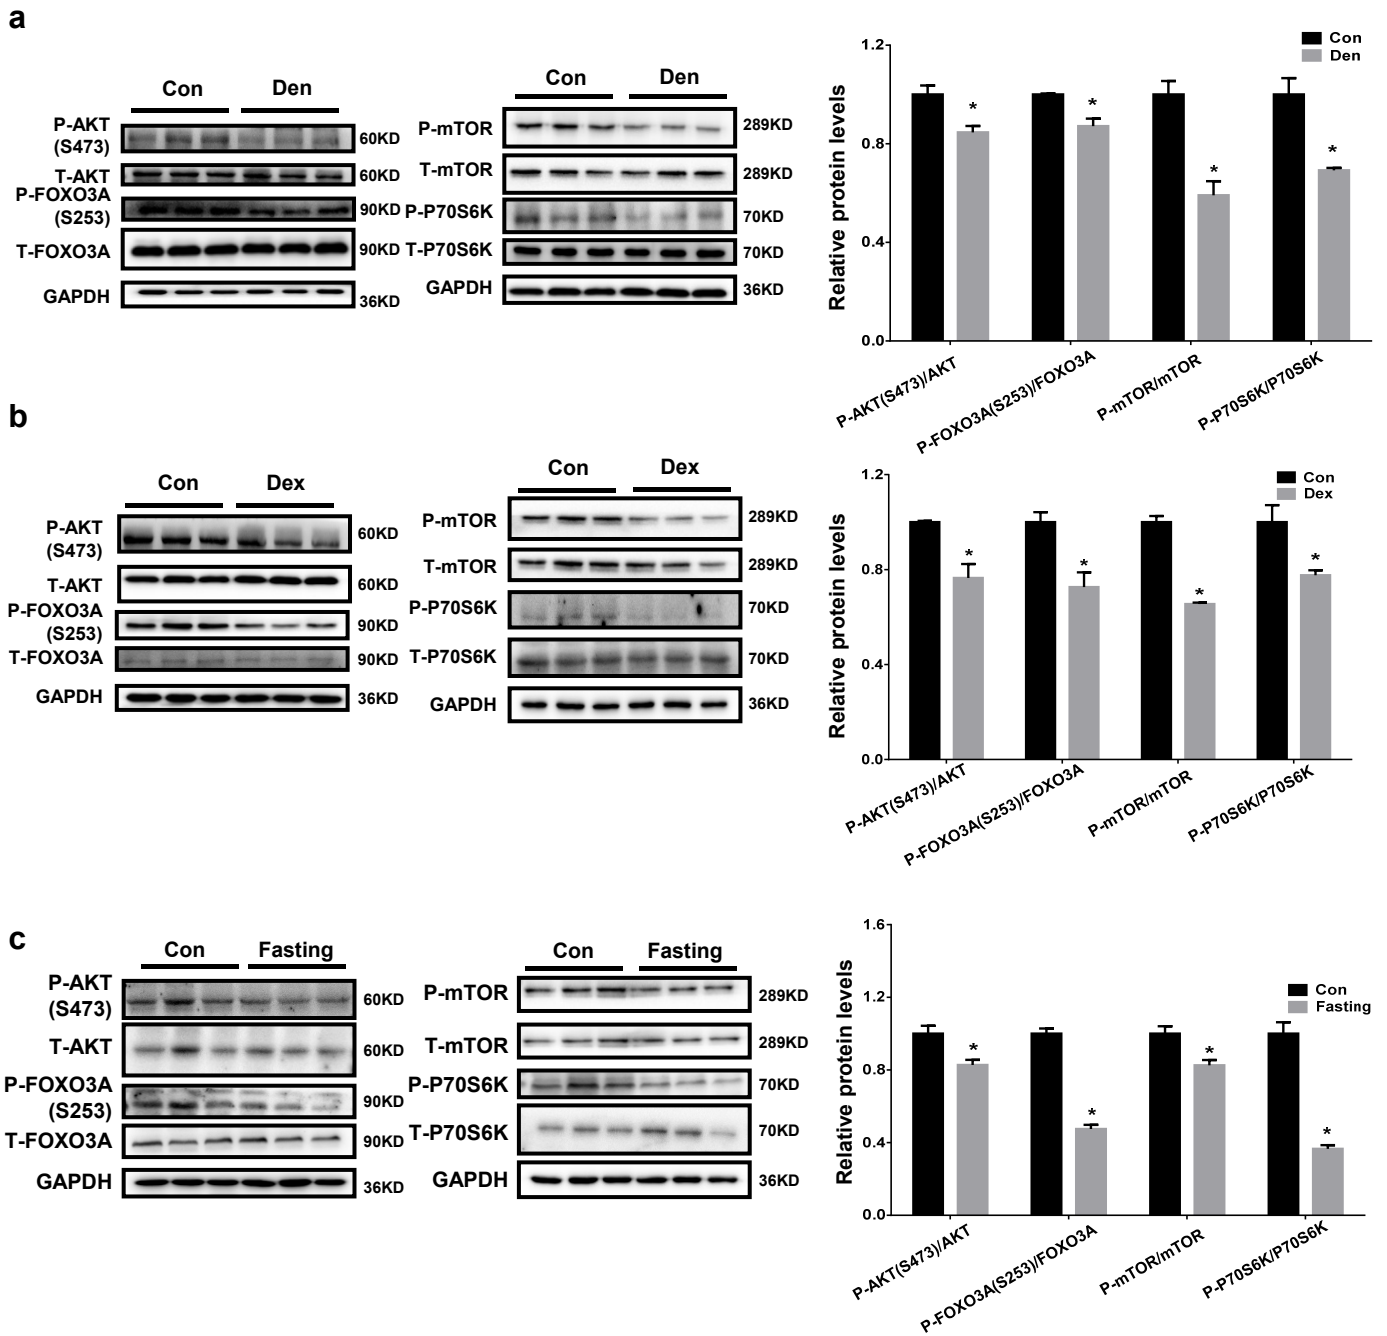 a
Con
Den
P-AKT
(S473)
60KD
T-AKT
60KD
P-FOXO3A
(S253)
90KD
T-FOXO3A
90KD
GAPDH
36KD
Con
Den
P-mTOR
289KD
T-mTOR
289KD
P-P70S6K
70KD
T-P70S6K
70KD
GAPDH
36KD
Con
Den
Relative protein levels
1.2
0.8
0.4
0.0
P-AKT(S473)/AKT
P-FOXO3A(S253)/FOXO3A
P-mTOR/mTOR
P-P70S6K/P70S6K
*
*
*
*
b
Con
Dex
P-AKT
(S473)
60KD
T-AKT
60KD
P-FOXO3A
(S253)
90KD
T-FOXO3A
90KD
GAPDH
36KD
Con
Dex
P-mTOR
289KD
T-mTOR
289KD
P-P70S6K
70KD
T-P70S6K
70KD
GAPDH
36KD
Con
Dex
Relative protein levels
1.2
0.8
0.4
0.0
P-AKT(S473)/AKT
P-FOXO3A(S253)/FOXO3A
P-mTOR/mTOR
P-P70S6K/P70S6K
*
*
*
*
c
Con
Fasting
P-AKT
(S473)
60KD
T-AKT
60KD
P-FOXO3A
(S253)
90KD
T-FOXO3A
90KD
GAPDH
36KD
Con
Fasting
P-mTOR
289KD
T-mTOR
289KD
P-P70S6K
70KD
T-P70S6K
70KD
GAPDH
36KD
Con
Fasting
Relative protein levels
1.6
1.2
0.8
0.4
0.0
P-AKT(S473)/AKT
P-FOXO3A(S253)/FOXO3A
P-mTOR/mTOR
P-P70S6K/P70S6K
*
*
*
*